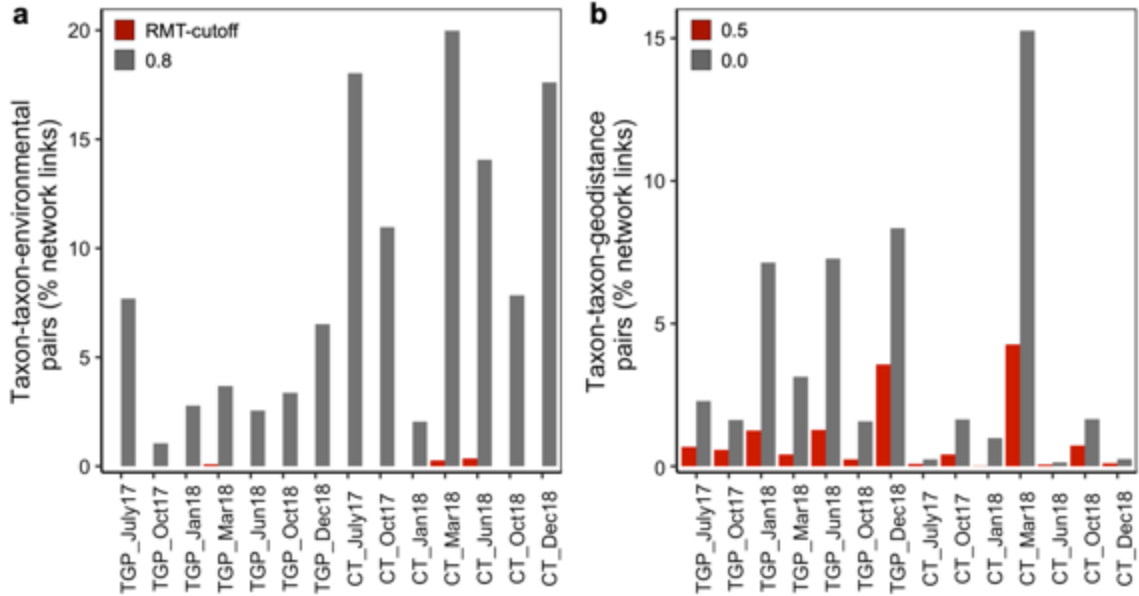 a
RMT-cutoff
0.8
Taxon-taxon-environmental
pairs (% network links)
20
15
10
5
0
TGP_July17
TGP_Oct17
TGP_Jan18
TGP_Mar18
TGP_Jun18
TGP_Oct18
TGP_Dec18
CT_July17
CT_Oct17
CT_Jan18
CT_Mar18
CT_Jun18
CT_Oct18
CT_Dec18
b
0.5
0.0
Taxon-taxon-geodistance
pairs (% network links)
15
10
5
0
TGP_July17
TGP_Oct17
TGP_Jan18
TGP_Mar18
TGP_Jun18
TGP_Oct18
TGP_Dec18
CT_July17
CT_Oct17
CT_Jan18
CT_Mar18
CT_Jun18
CT_Oct18
CT_Dec18